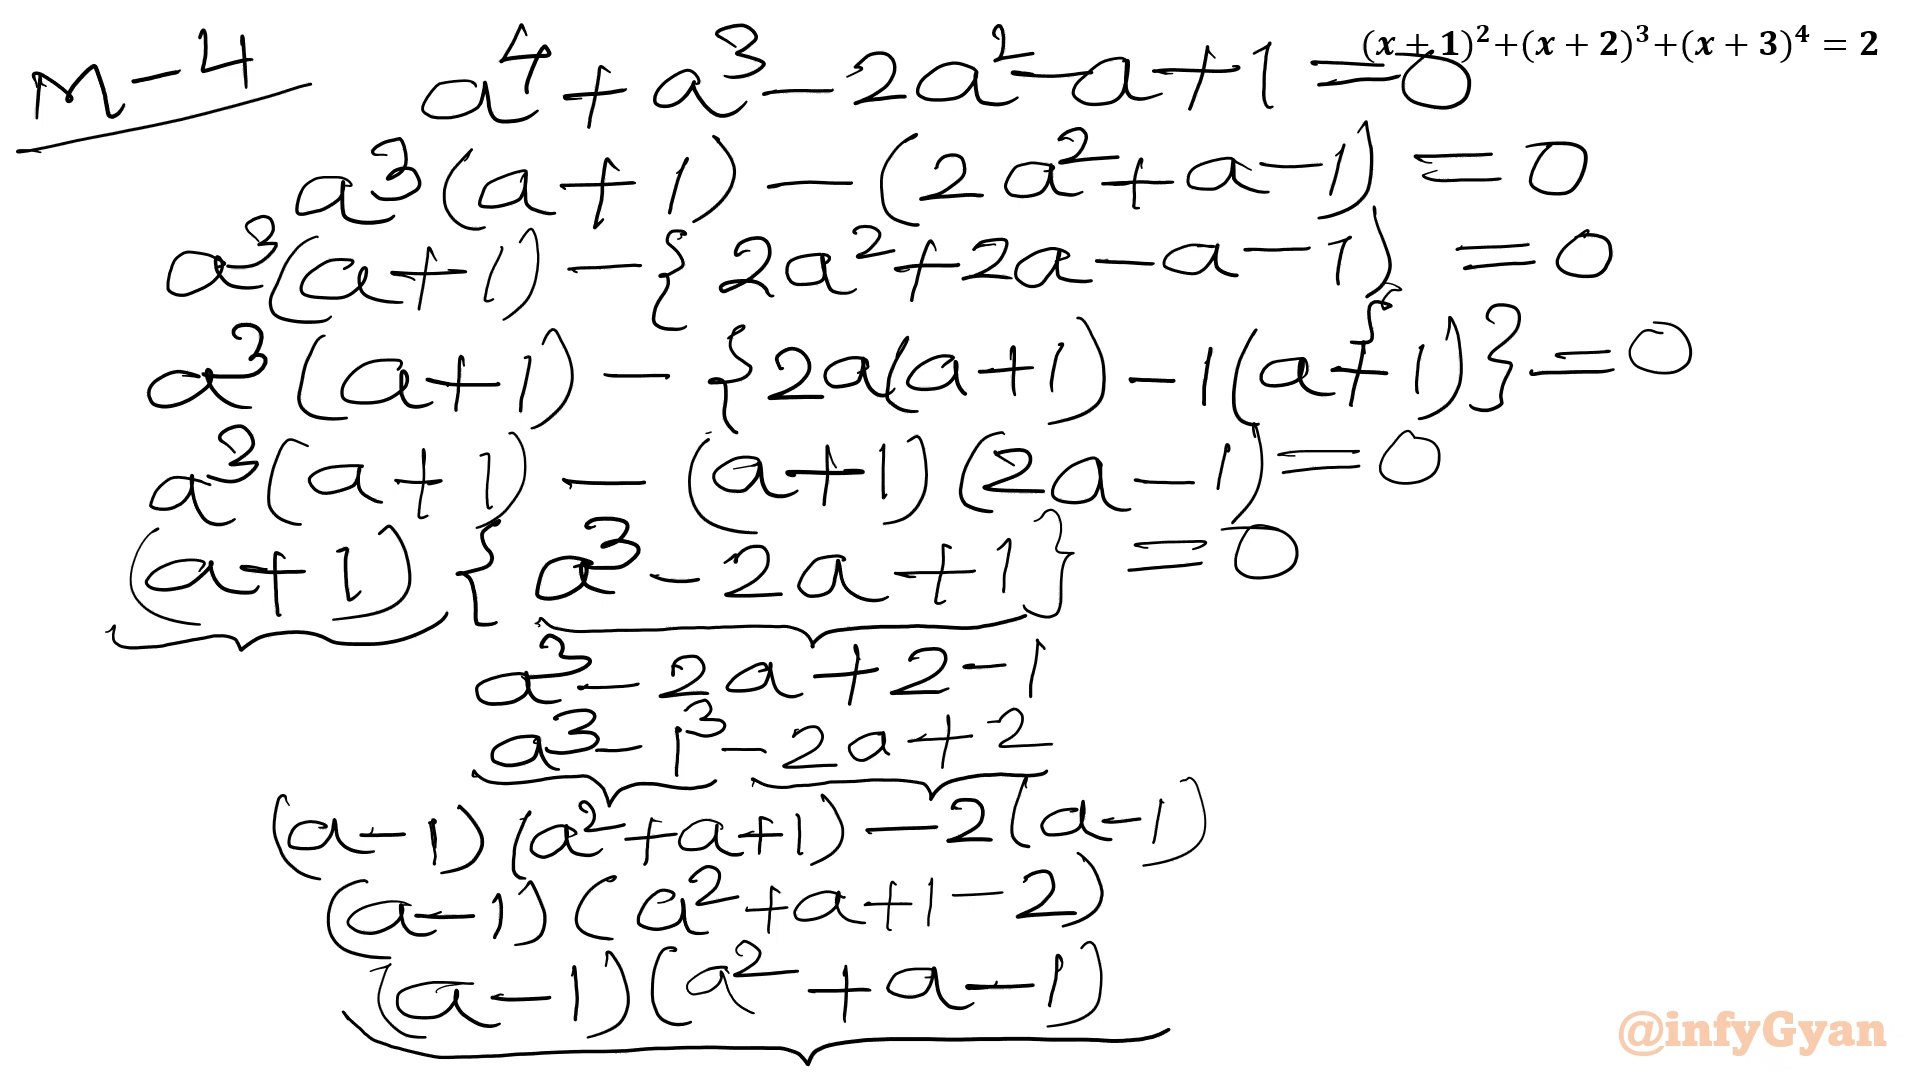 M-4
(x + 1)²+(x + 2)³+(x + 3)⁴ = 2
a⁴ + a³ - 2a² - a + 1 = 0
a³(a+1) - (2a² + a - 1) = 0
a³(a+1) - {2a² + 2a - a - 1} = 0
a³(a+1) - {2a(a+1) - 1(a+1)} = 0
a³(a+1) - (a+1)(2a-1) = 0
(a+1){a³ - 2a + 1} = 0
a³ - 2a + 2 - 1
a³ - 1³ - 2a + 2
(a-1)(a²+a+1) - 2(a-1)
(a-1)(a²+a+1-2)
(a-1)(a²+a-1)
@infyGyan